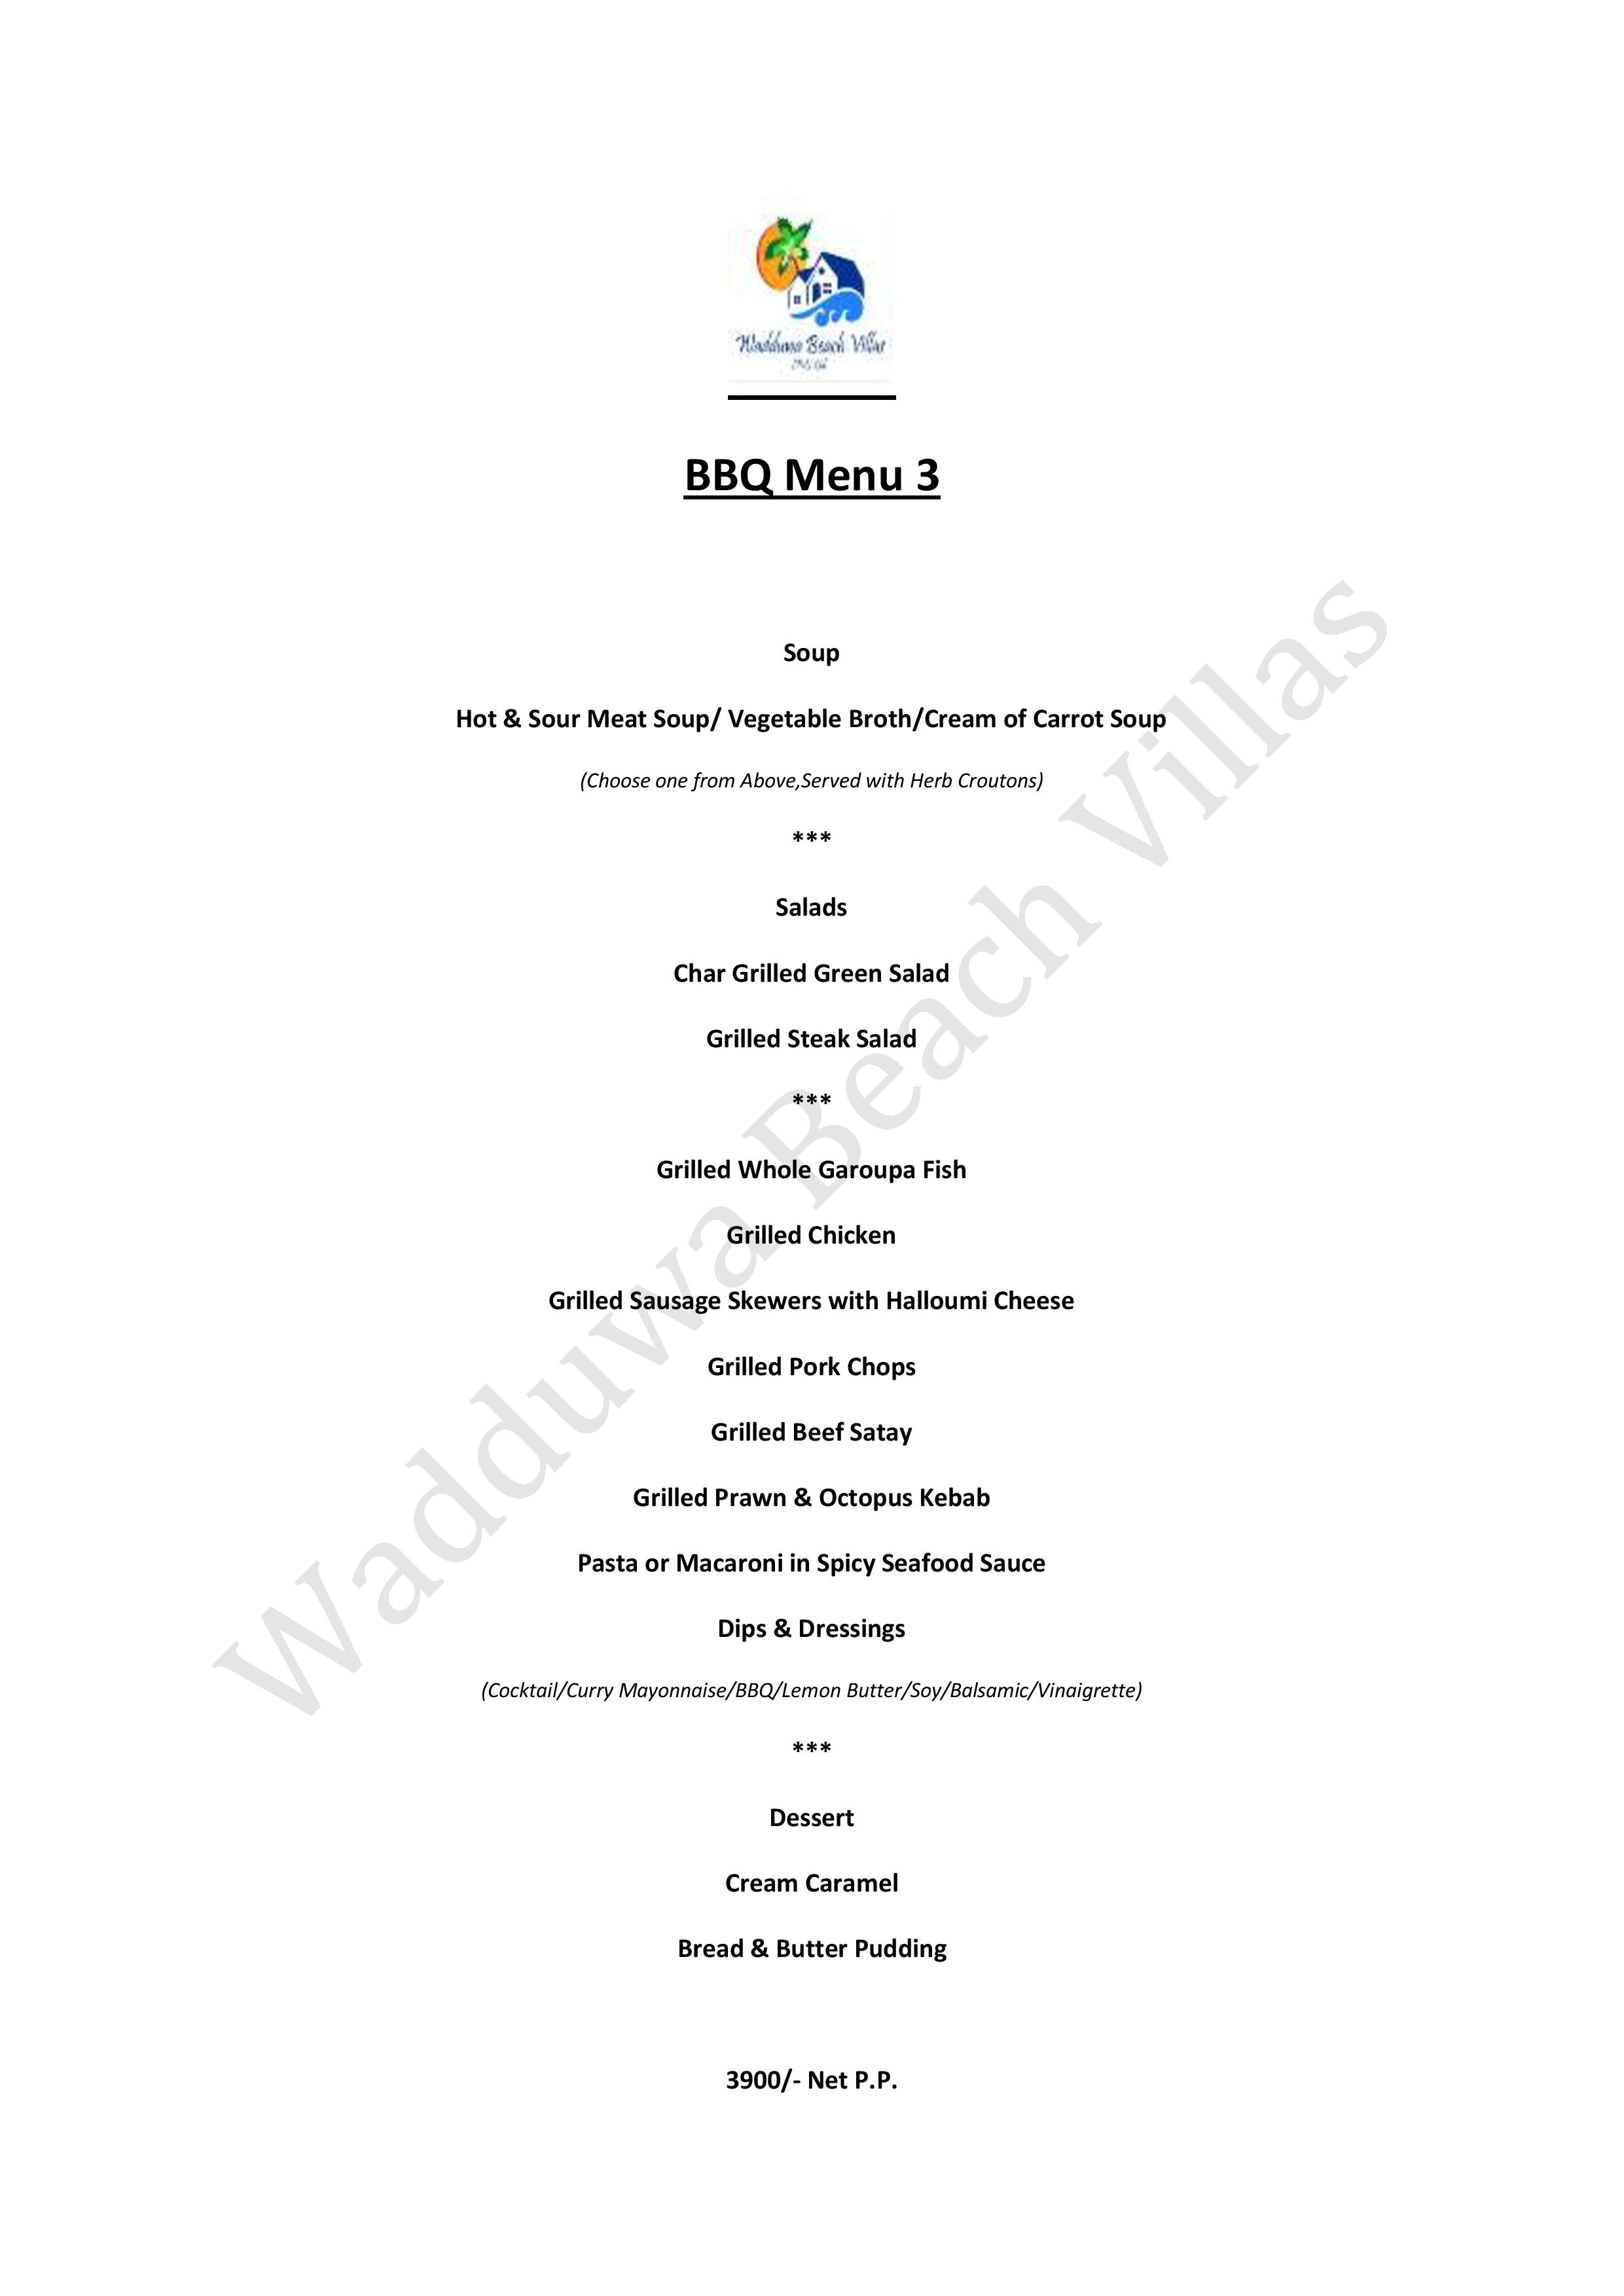 Wadduwa Beach Villas
BBQ Menu 3
Soup
Hot & Sour Meat Soup/ Vegetable Broth/Cream of Carrot Soup
(Choose one from Above,Served with Herb Croutons)
***
Salads
Char Grilled Green Salad
Grilled Steak Salad
***
Grilled Whole Garoupa Fish
Grilled Chicken
Grilled Sausage Skewers with Halloumi Cheese
Grilled Pork Chops
Grilled Beef Satay
Grilled Prawn & Octopus Kebab
Pasta or Macaroni in Spicy Seafood Sauce
Dips & Dressings
(Cocktail/Curry Mayonnaise/BBQ/Lemon Butter/Soy/Balsamic/Vinaigrette)
***
Dessert
Cream Caramel
Bread & Butter Pudding
3900/- Net P.P.
Wadduwa Beach Villas